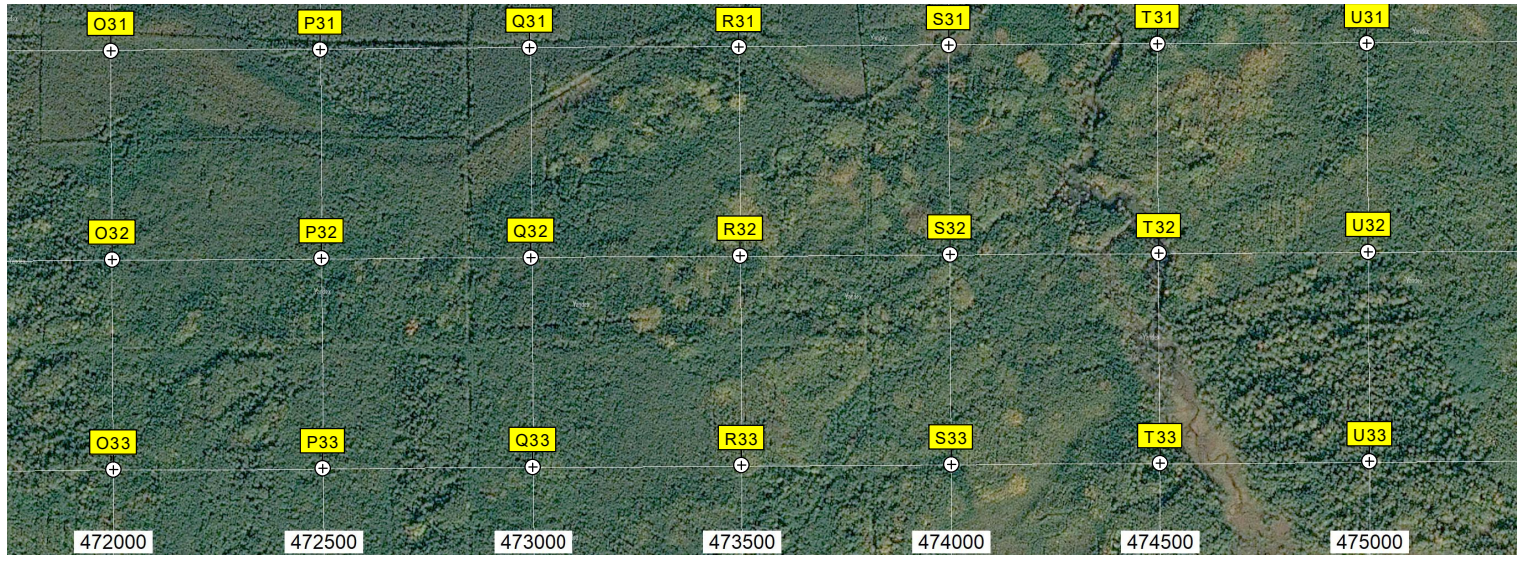 O31 P31 Q31 R31 S31 T31 U31
O32 P32 Q32 R32 S32 T32 U32
O33 P33 Q33 R33 S33 T33 U33
472000 472500 473000 473500 474000 474500 475000